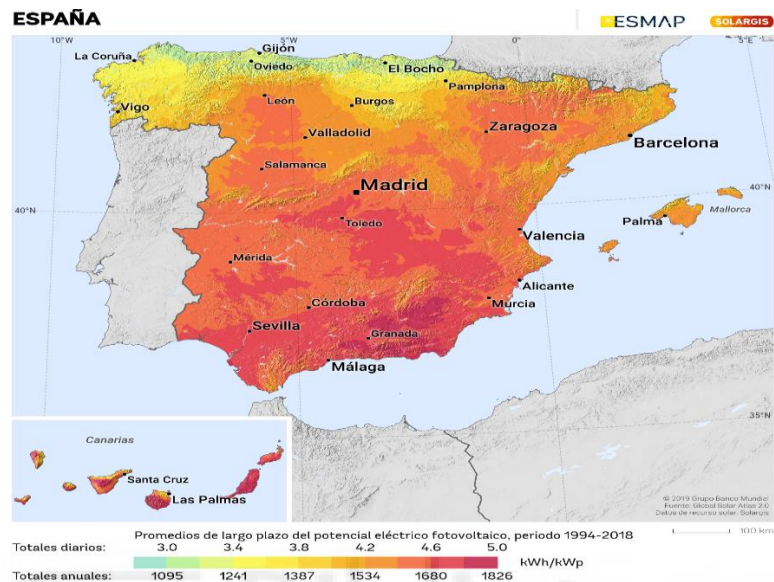 ESPAÑA
ESMAP
SOLARGIS
10°W
5°W
0°
5°E
La Coruña
Gijón
Oviedo
El Bocho
Pamplona
Vigo
León
Burgos
Zaragoza
Valladolid
Barcelona
Salamanca
Madrid
40°N
40°N
Mallorca
Palma
Toledo
Valencia
Mérida
Alicante
Murcia
Córdoba
Sevilla
Granada
Málaga
35°N
Canarias
Santa Cruz
Las Palmas
© 2019 Grupo Banco Mundial
Fuente: Global Solar Atlas 2.0
Datos de recurso solar: Solargis
100 km
Promedios de largo plazo del potencial eléctrico fotovoltaico, periodo 1994-2018
Totales diarios: 3.0 3.4 3.8 4.2 4.6 5.0
kWh/kWp
Totales anuales: 1095 1241 1387 1534 1680 1826